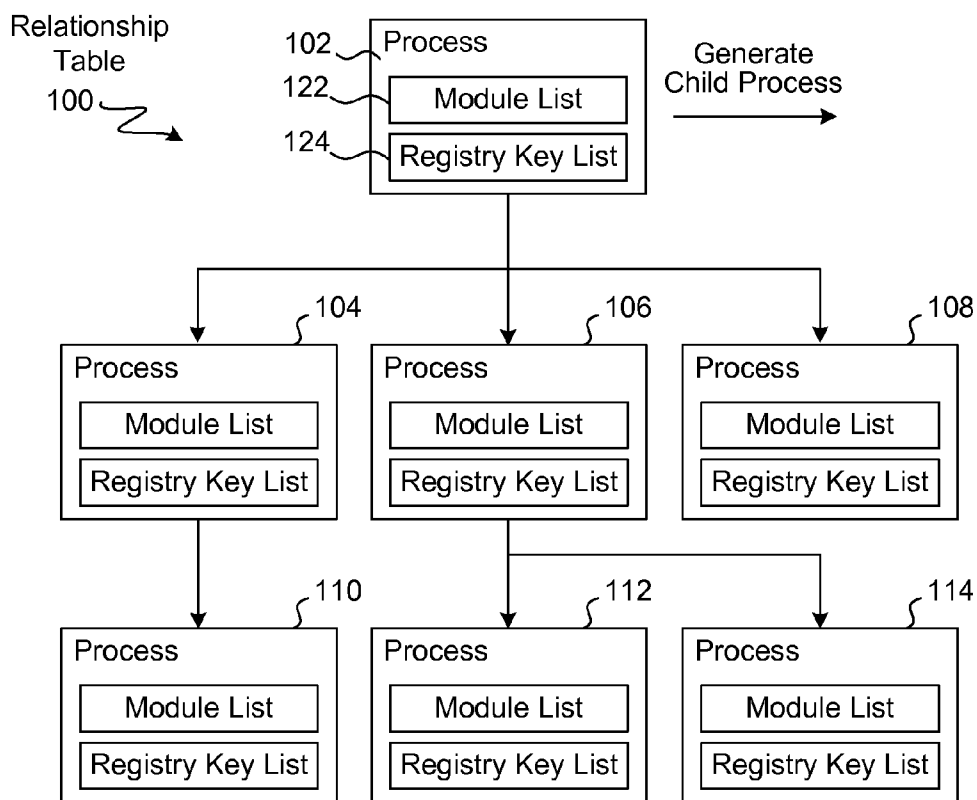 Relationship
Table
100
102
Process
122
Module List
124
Registry Key List
Generate
Child Process
104
Process
Module List
Registry Key List
106
Process
Module List
Registry Key List
108
Process
Module List
Registry Key List
110
Process
Module List
Registry Key List
112
Process
Module List
Registry Key List
114
Process
Module List
Registry Key List